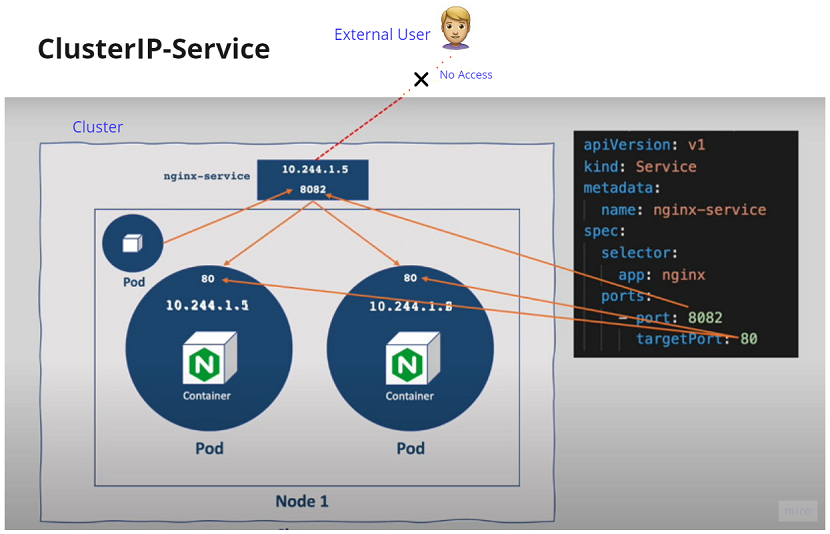 ClusterIP-Service
External User
No Access
Cluster
nginx-service
10.244.1.5
8082
Pod
80
10.244.1.
Container
Pod
80
10.244.1.
Container
Pod
Node 1
apiVersion: v1
kind: Service
metadata:
name: nginx-service
spec:
selector:
app: nginx
ports:
- port: 8082
targetPort: 80
miro